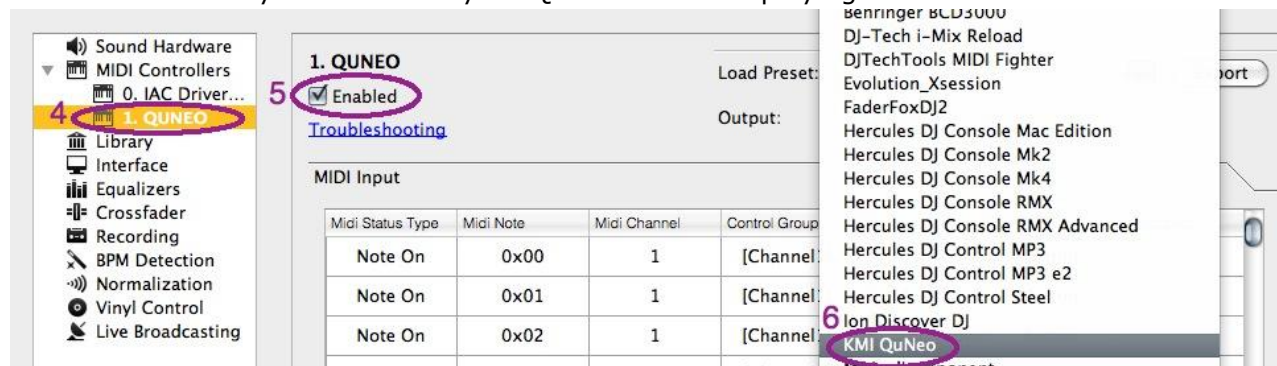 Sound Hardware
MIDI Controllers
0. IAC Driver...
4
1. QUNEO
Library
Interface
Equalizers
Crossfader
Recording
BPM Detection
Normalization
Vinyl Control
Live Broadcasting
1. QUNEO
5
Enabled
Troubleshooting
Load Preset:
Output:
MIDI Input
Midi Status Type Midi Note Midi Channel Control Group
Note On 0x00 1 [Channel
Note On 0x01 1 [Channel
Note On 0x02 1 [Channel
Behringer BCD3000
DJ-Tech i-Mix Reload
DJTechTools MIDI Fighter
Evolution_Xsession
FaderFoxDJ2
Hercules DJ Console Mac Edition
Hercules DJ Console Mk2
Hercules DJ Console Mk4
Hercules DJ Console RMX
Hercules DJ Console RMX Advanced
Hercules DJ Control MP3
Hercules DJ Control MP3 e2
Hercules DJ Control Steel
6
Ion Discover DJ
KMI QuNeo
port